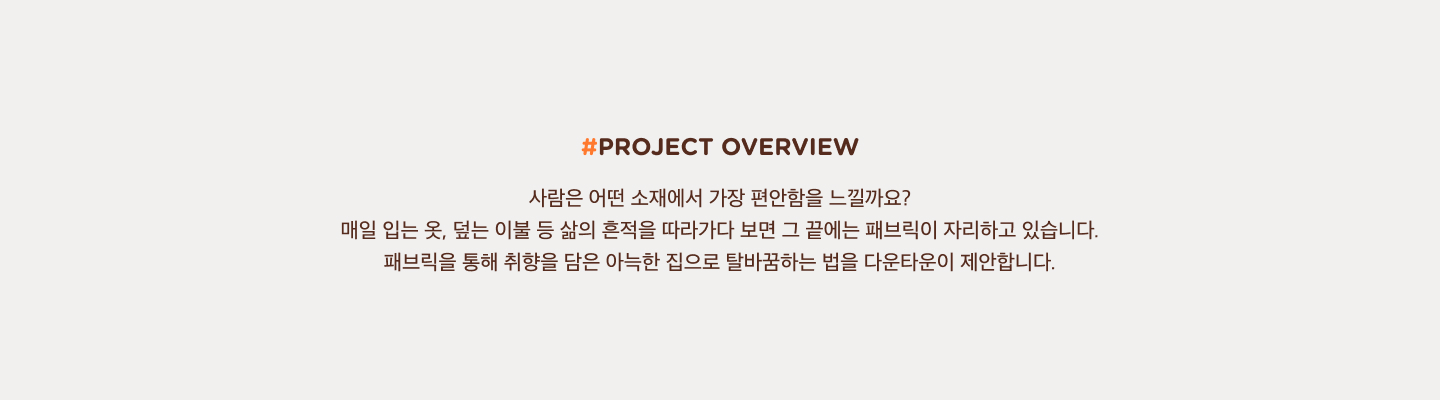 #PROJECT OVERVIEW
사람은 어떤 소재에서 가장 편안함을 느낄까요?
매일 입는 옷, 덮는 이불 등 삶의 흔적을 따라가다 보면 그 끝에는 패브릭이 자리하고 있습니다.
패브릭을 통해 취향을 담은 아늑한 집으로 탈바꿈하는 법을 다운타운이 제안합니다.